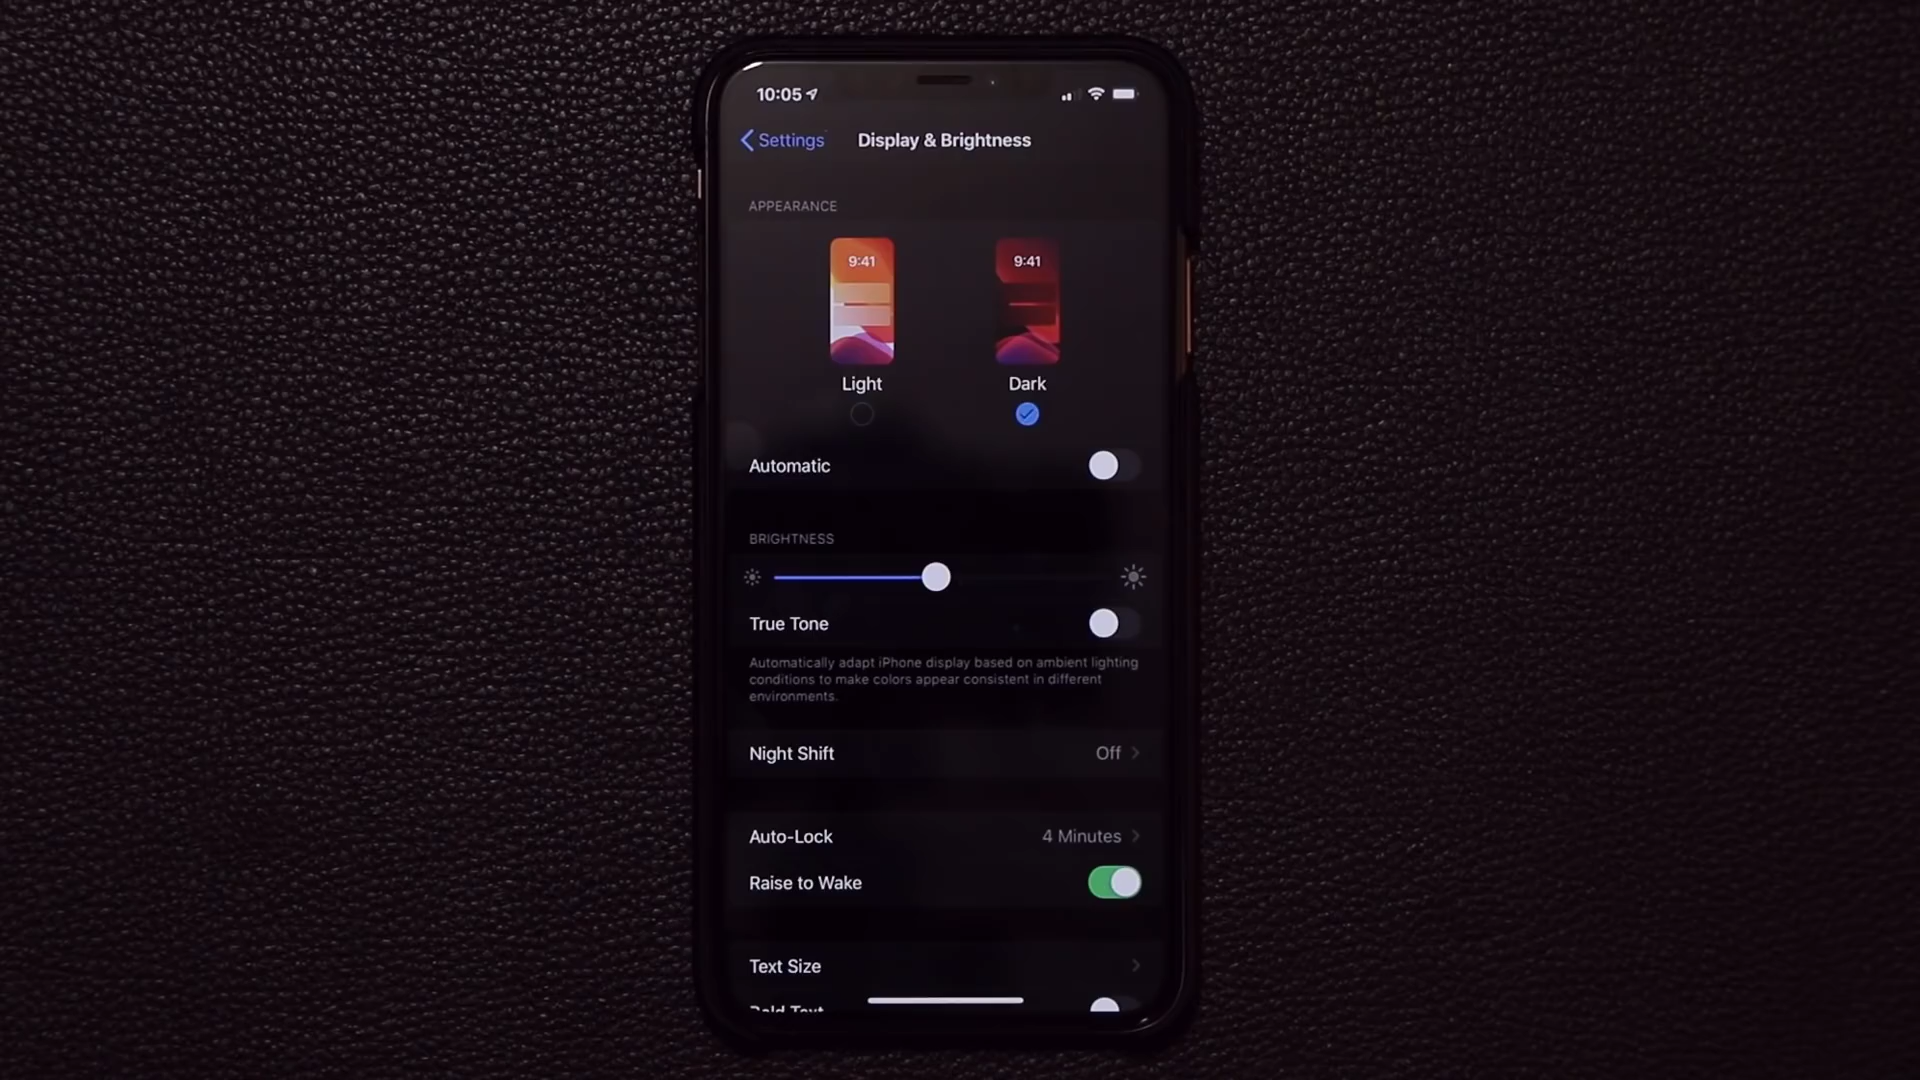 10:05
Settings
Display & Brightness
APPEARANCE
9:41
9:41
Light
Dark
Automatic
BRIGHTNESS
True Tone
Automatically adapt iPhone display based on ambient lighting
conditions to make colors appear consistent in different
environments.
Night Shift
Off
Auto-Lock
4 Minutes
Raise to Wake
Text Size
Bold Text